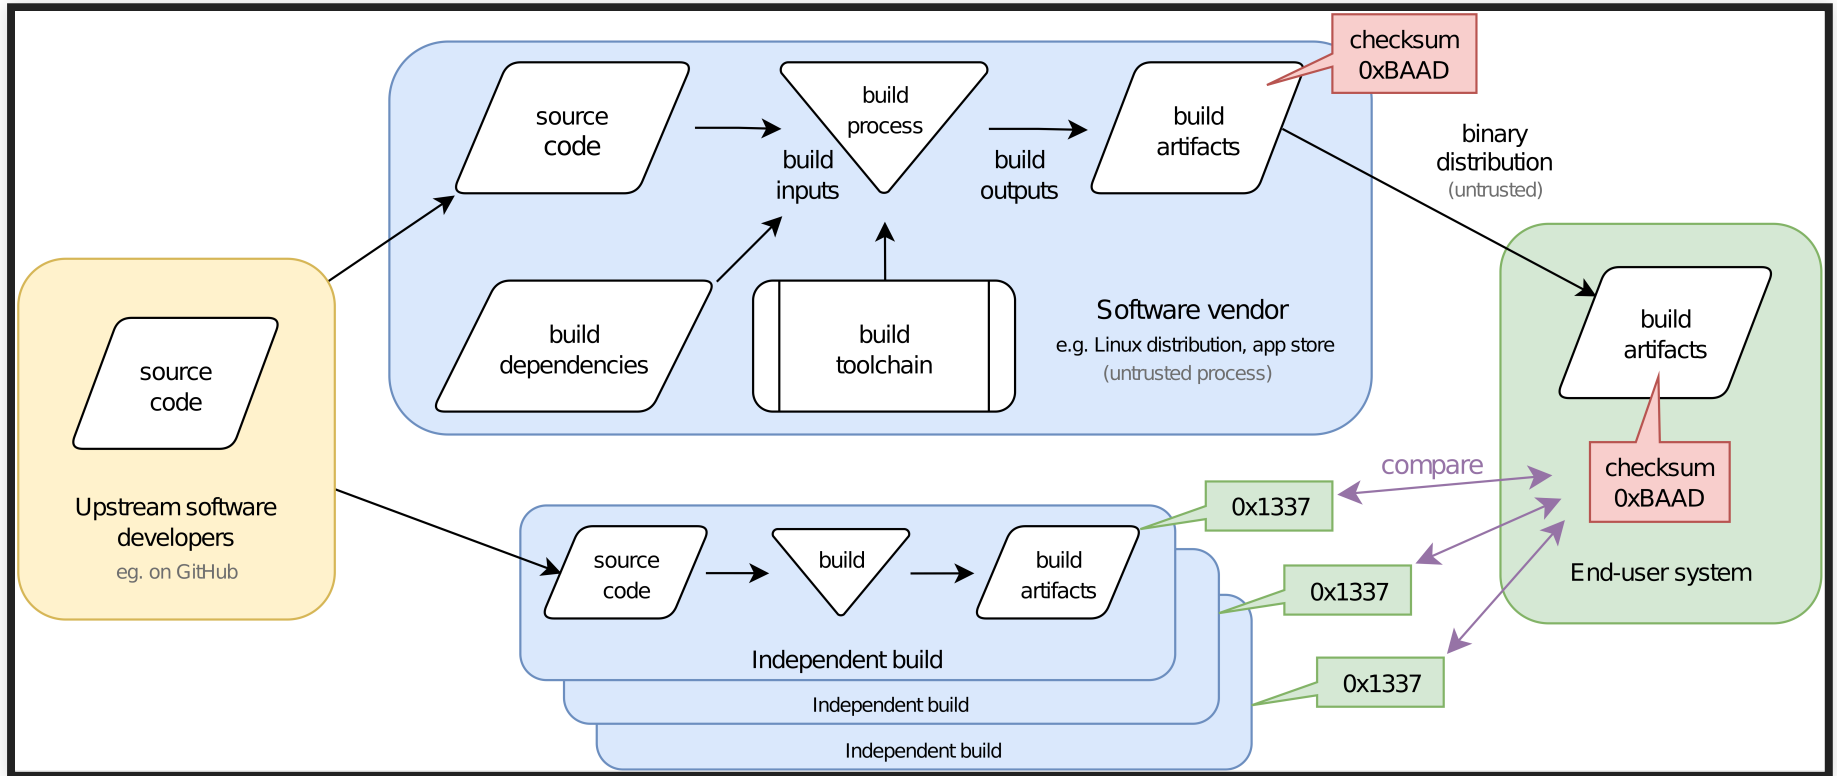 checksum
0xBAAD
source
code
build
process
build
artifacts
build
inputs
build
outputs
binary
distribution
(untrusted)
build
dependencies
build
toolchain
Software vendor
e.g. Linux distribution, app store
(untrusted process)
source
code
Upstream software
developers
eg. on GitHub
build
artifacts
checksum
0xBAAD
End-user system
compare
0x1337
0x1337
0x1337
source
code
build
build
artifacts
Independent build
Independent build
Independent build